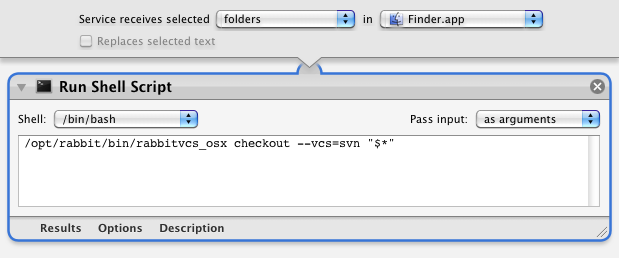 Service receives selected folders in Finder.app
Replaces selected text
Run Shell Script
Shell: /bin/bash Pass input: as arguments
/opt/rabbit/bin/rabbitvcs_osx checkout --vcs=svn "$*"
Results Options Description